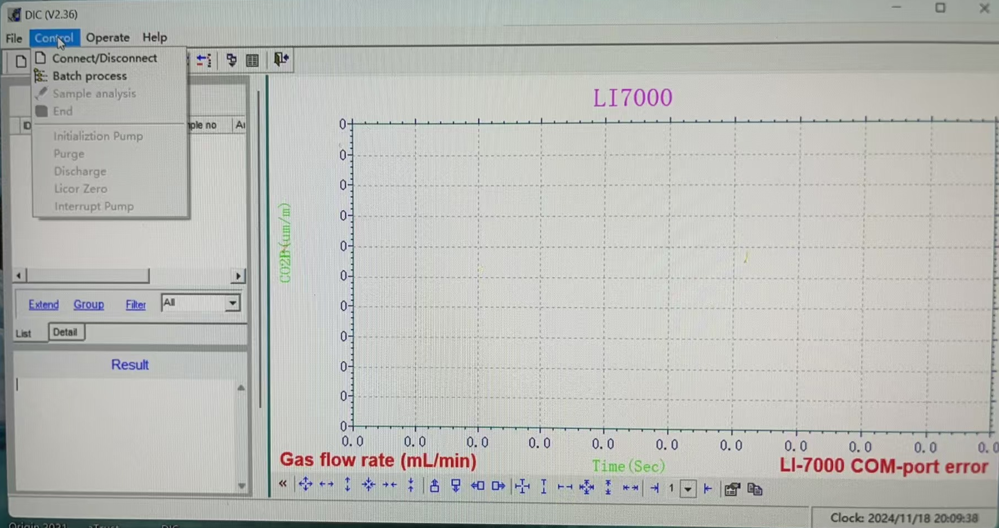 DIC (V2.36)
File Control Operate Help
Connect/Disconnect
Batch process
Sample analysis
End
Initializtion Pump
Purge
Discharge
Licor Zero
Interrupt Pump
D
ple no
LI7000
0
0
0
0
0
0
0
0
0
0
0
CO2B(um/m)
0.0 0.0 0.0 0.0 0.0 0.0 0.0 0.0 0.0 0.0 0.0
Gas flow rate (mL/min)
Time(Sec)
LI-7000 COM-port error
Extend Group Filter All
List Detail
Result
« 1
Clock: 2024/11/18 20:09:38
Origin 2021